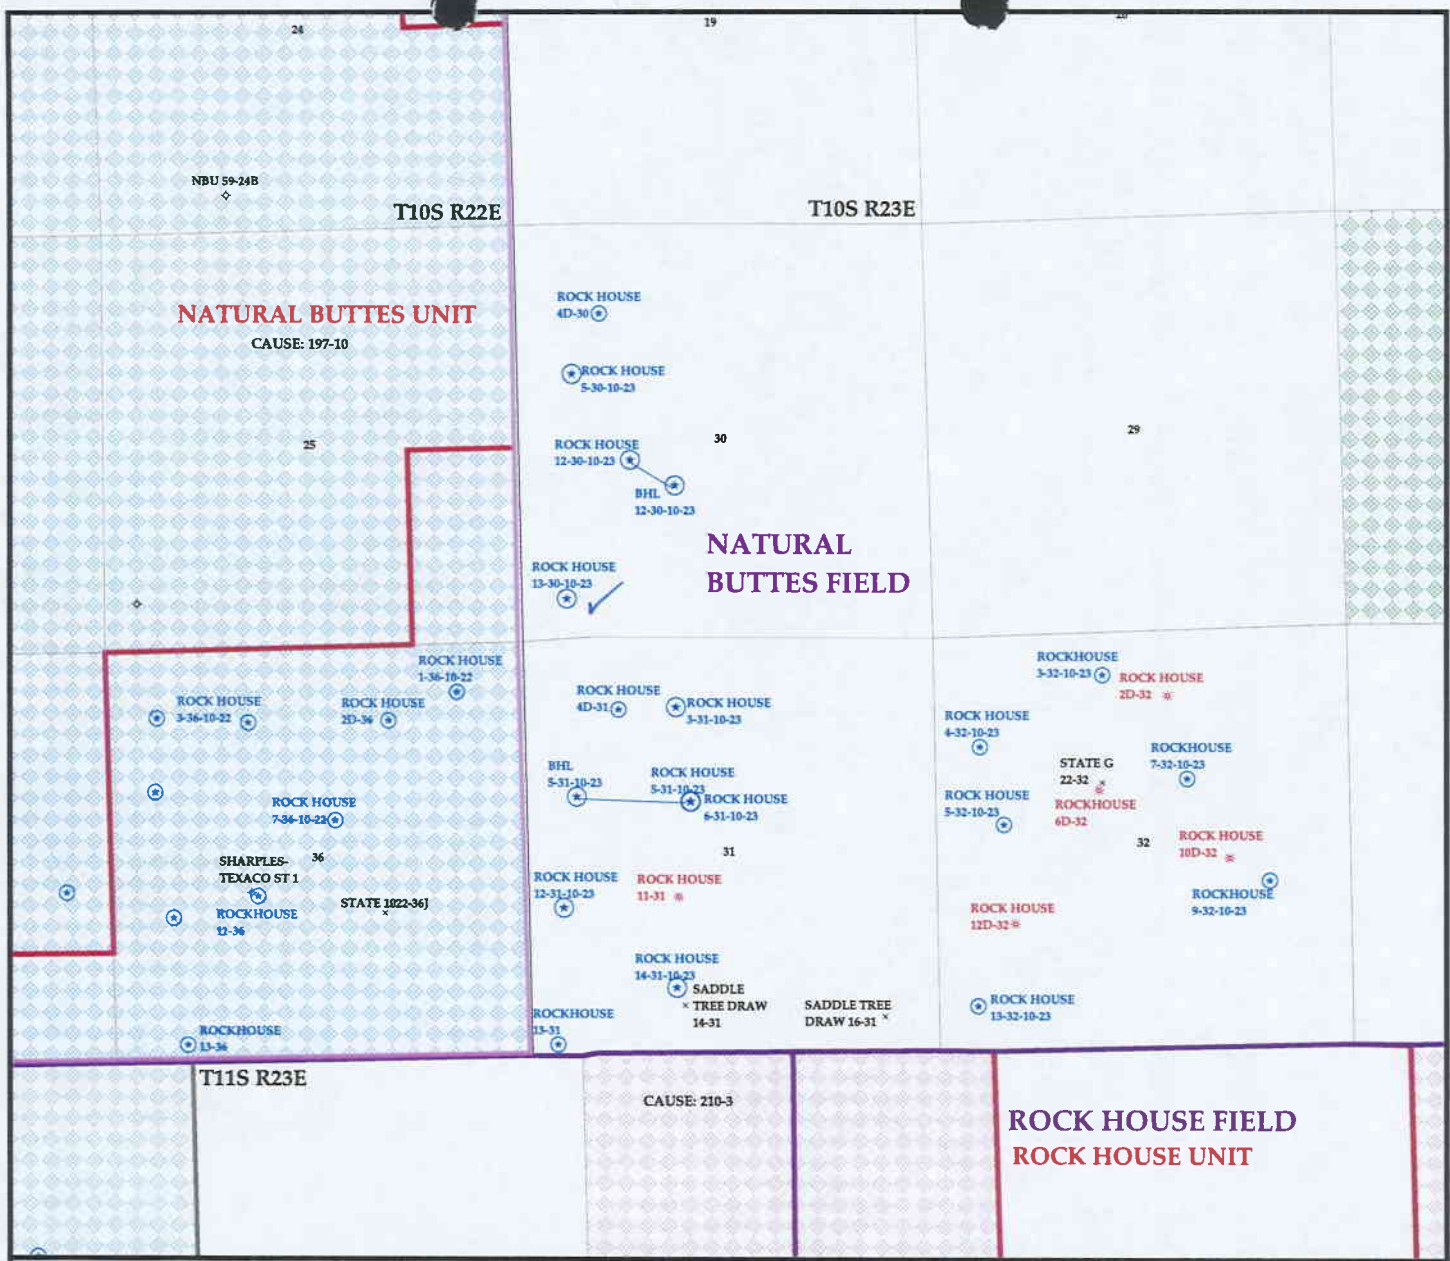 24
19
NBU 59-24B
T10S R22E
T10S R23E
NATURAL BUTTES UNIT
CAUSE: 197-10
ROCK HOUSE
4D-30
ROCK HOUSE
5-30-10-23
25
30
29
ROCK HOUSE
12-30-10-23
BHL
12-30-10-23
NATURAL
BUTTES FIELD
ROCK HOUSE
13-30-10-23
ROCK HOUSE
1-36-10-22
ROCK HOUSE
3-36-10-22
ROCK HOUSE
2D-36
ROCK HOUSE
4D-31
ROCK HOUSE
3-31-10-23
ROCKHOUSE
3-32-10-23
ROCK HOUSE
2D-32
ROCK HOUSE
4-32-10-23
STATE G
22-32
ROCKHOUSE
7-32-10-23
BHL
5-31-10-23
ROCK HOUSE
5-31-10-23
ROCK HOUSE
6-31-10-23
ROCK HOUSE
5-32-10-23
ROCKHOUSE
6D-32
ROCK HOUSE
7-36-10-22
36
31
32
ROCK HOUSE
10D-32
SHARPLES-
TEXACO ST 1
ROCKHOUSE
12-36
STATE 1022-36J
ROCK HOUSE
12-31-10-23
ROCK HOUSE
11-31
ROCKHOUSE
9-32-10-23
ROCK HOUSE
12D-32
ROCK HOUSE
14-31-10-23
SADDLE
TREE DRAW
14-31
SADDLE TREE
DRAW 16-31
ROCK HOUSE
13-32-10-23
ROCKHOUSE
13-36
ROCKHOUSE
13-31
T11S R23E
CAUSE: 210-3
ROCK HOUSE FIELD
ROCK HOUSE UNIT